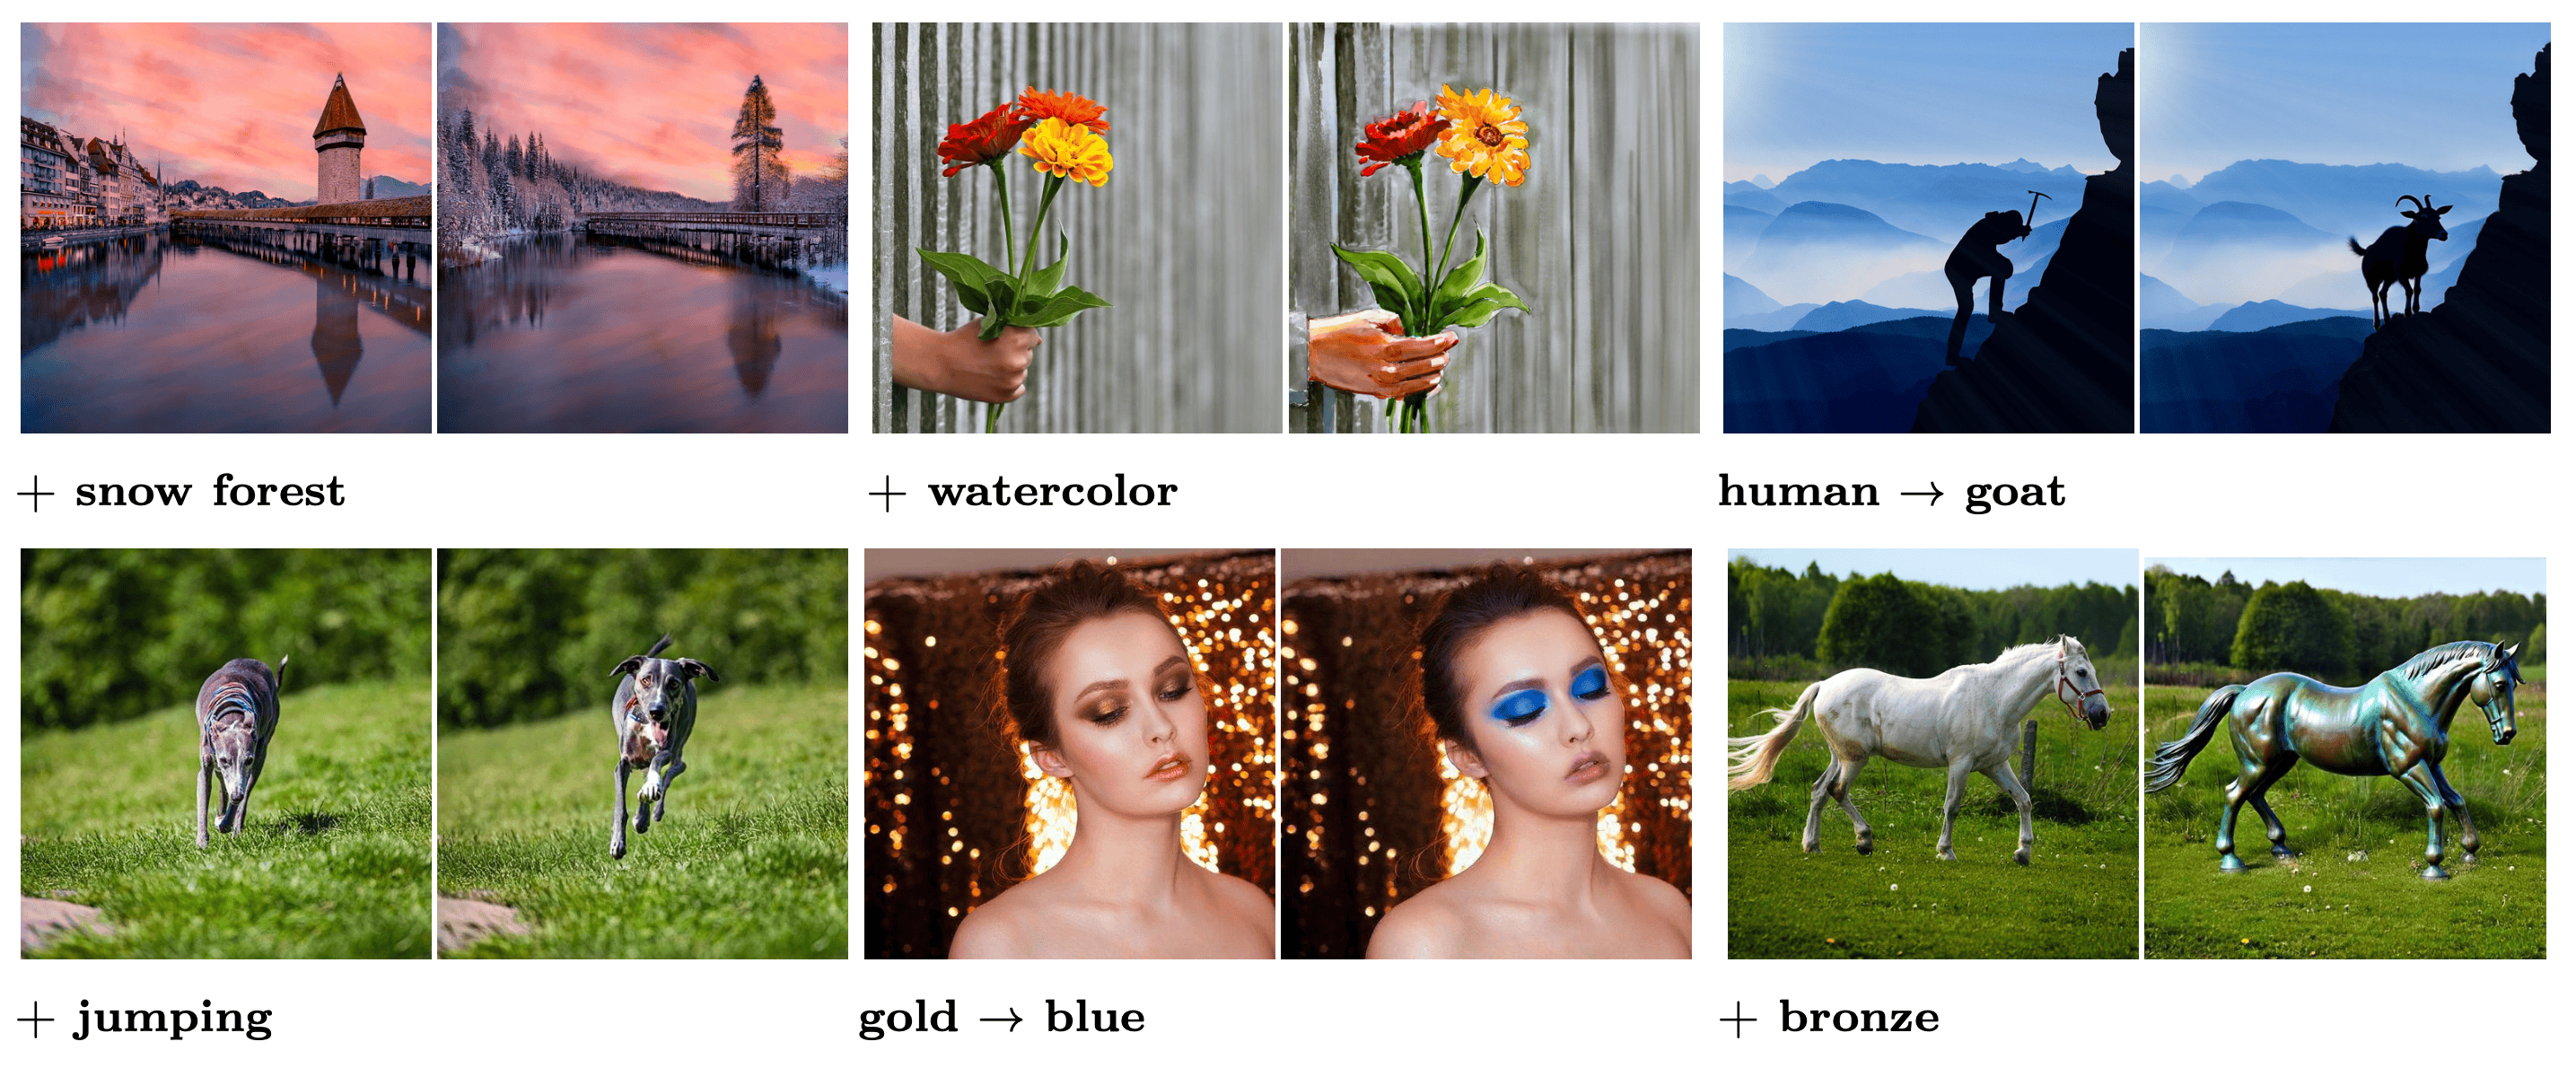 + snow forest
+ watercolor
human → goat
+ jumping
gold → blue
+ bronze